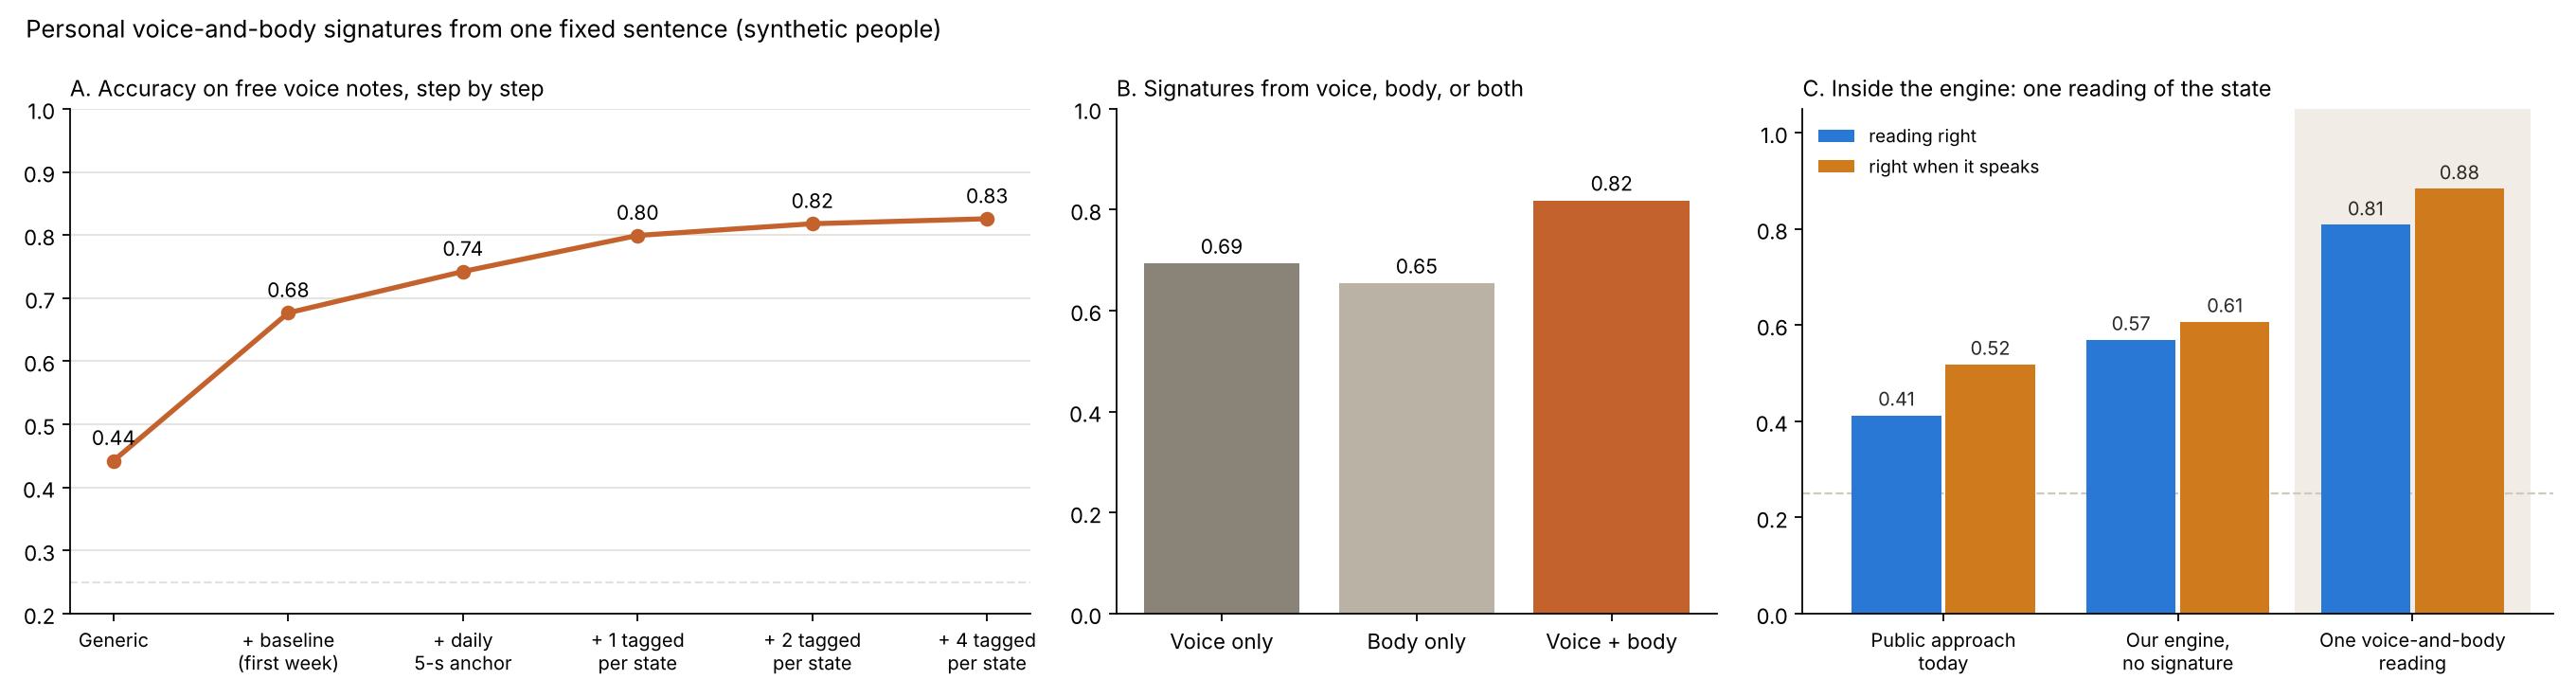 Personal voice-and-body signatures from one fixed sentence (synthetic people)
A. Accuracy on free voice notes, step by step
1.0
0.9
0.8
0.7
0.6
0.5
0.4
0.3
0.2
0.44
0.68
0.74
0.80
0.82
0.83
Generic
+ baseline
(first week)
+ daily
5-s anchor
+ 1 tagged
per state
+ 2 tagged
per state
+ 4 tagged
per state
B. Signatures from voice, body, or both
1.0
0.8
0.6
0.4
0.2
0.0
0.69
0.65
0.82
Voice only
Body only
Voice + body
C. Inside the engine: one reading of the state
reading right
right when it speaks
1.0
0.8
0.6
0.4
0.2
0.0
0.41
0.52
0.57
0.61
0.81
0.88
Public approach
today
Our engine,
no signature
One voice-and-body
reading